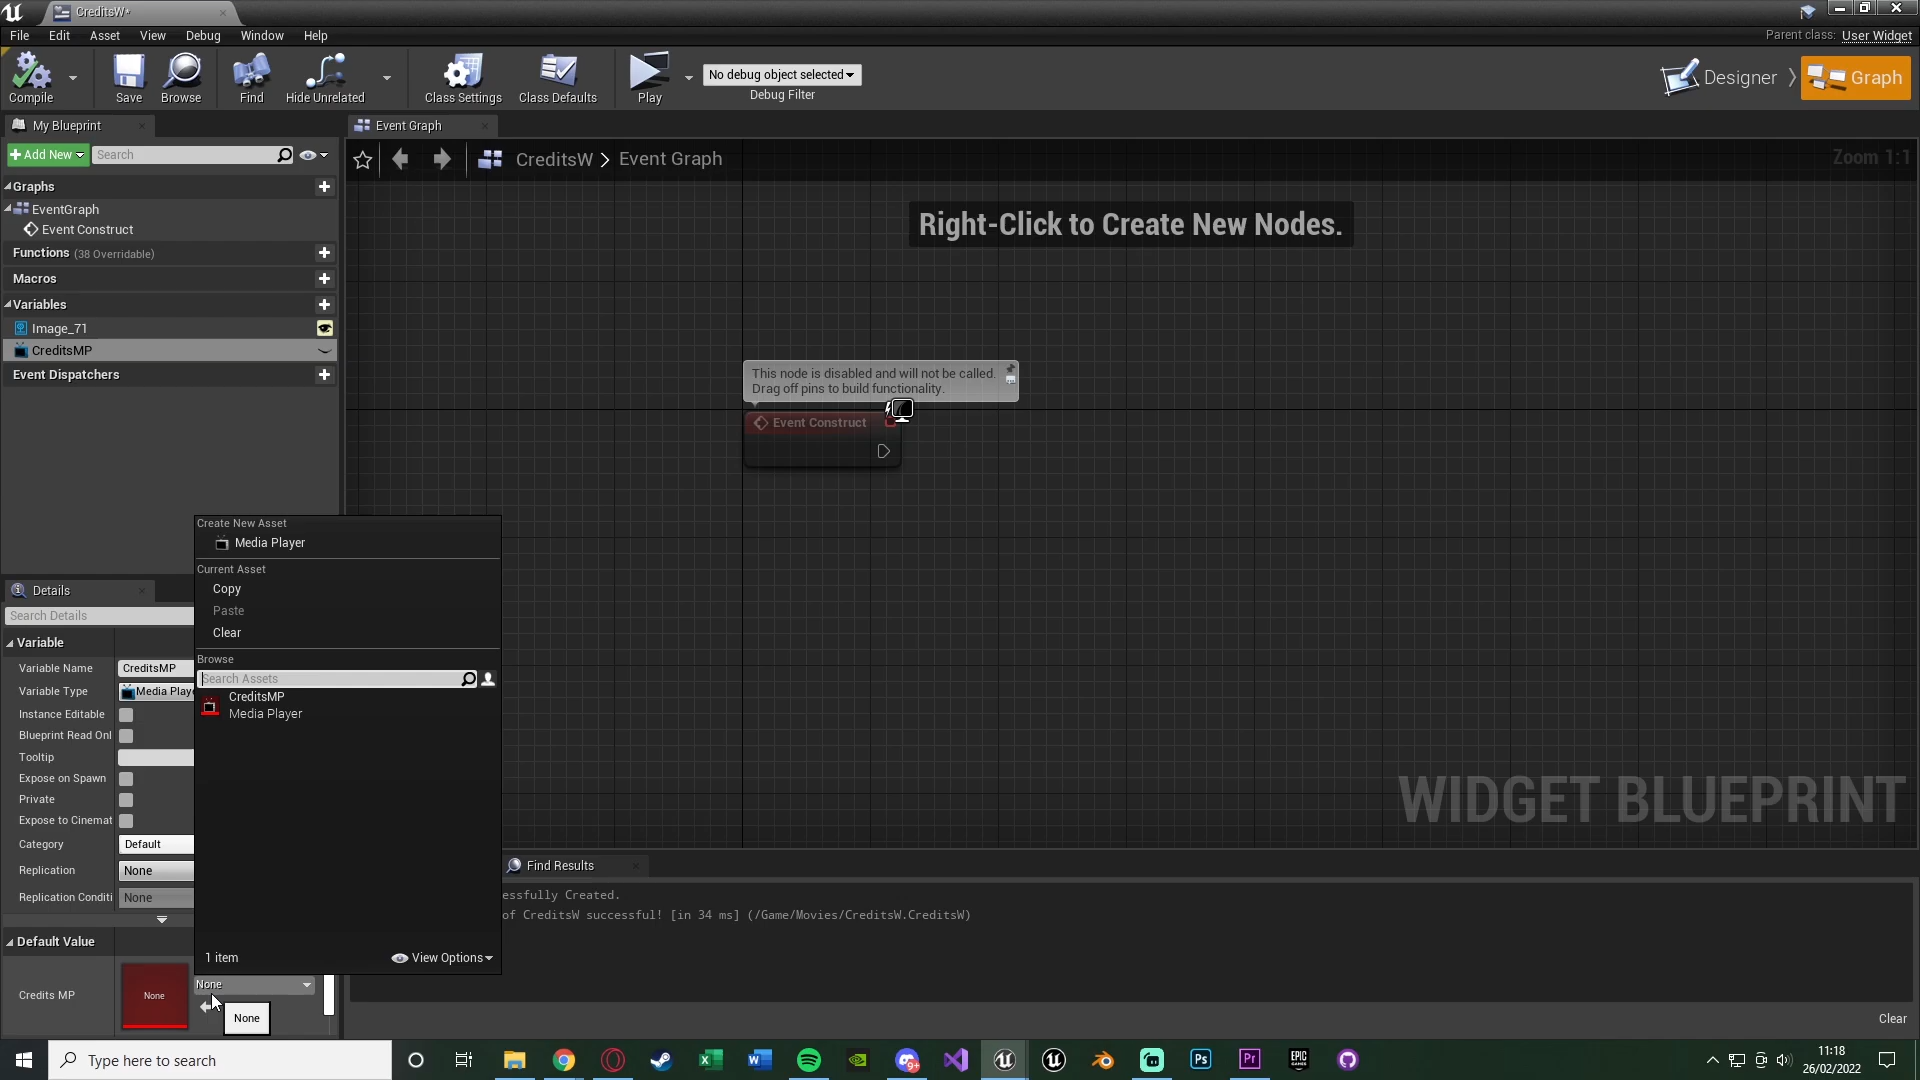 CreditsW*
File Edit Asset View Debug Window Help
Parent class: User Widget
Compile Save Browse Find Hide Unrelated Class Settings Class Defaults Play
No debug object selected
Debug Filter
Designer Graph
My Blueprint
Event Graph
Add New Search
CreditsW > Event Graph
Zoom 1:1
Right-Click to Create New Nodes.
Graphs
EventGraph
Event Construct
Functions (38 Overridable)
Macros
Variables
Image_71
CreditsMP
Event Dispatchers
This node is disabled and will not be called.
Drag off pins to build functionality.
Event Construct
Create New Asset
Media Player
Current Asset
Copy
Paste
Clear
Browse
Search Assets
CreditsMP
Media Player
1 item View Options
Details
Search Details
Variable
Variable Name CreditsMP
Variable Type Media Playe
Instance Editable
Blueprint Read Onl
Tooltip
Expose on Spawn
Private
Expose to Cinemat
Category Default
Replication None
Replication Conditi None
Default Value
Credits MP None None
None
WIDGET BLUEPRINT
Find Results
essfully Created.
of CreditsW successful! [in 34 ms] (/Game/Movies/CreditsW.CreditsW)
Clear
Type here to search
9+
Ps
Pr
EPIC GAMES
11:18
26/02/2022